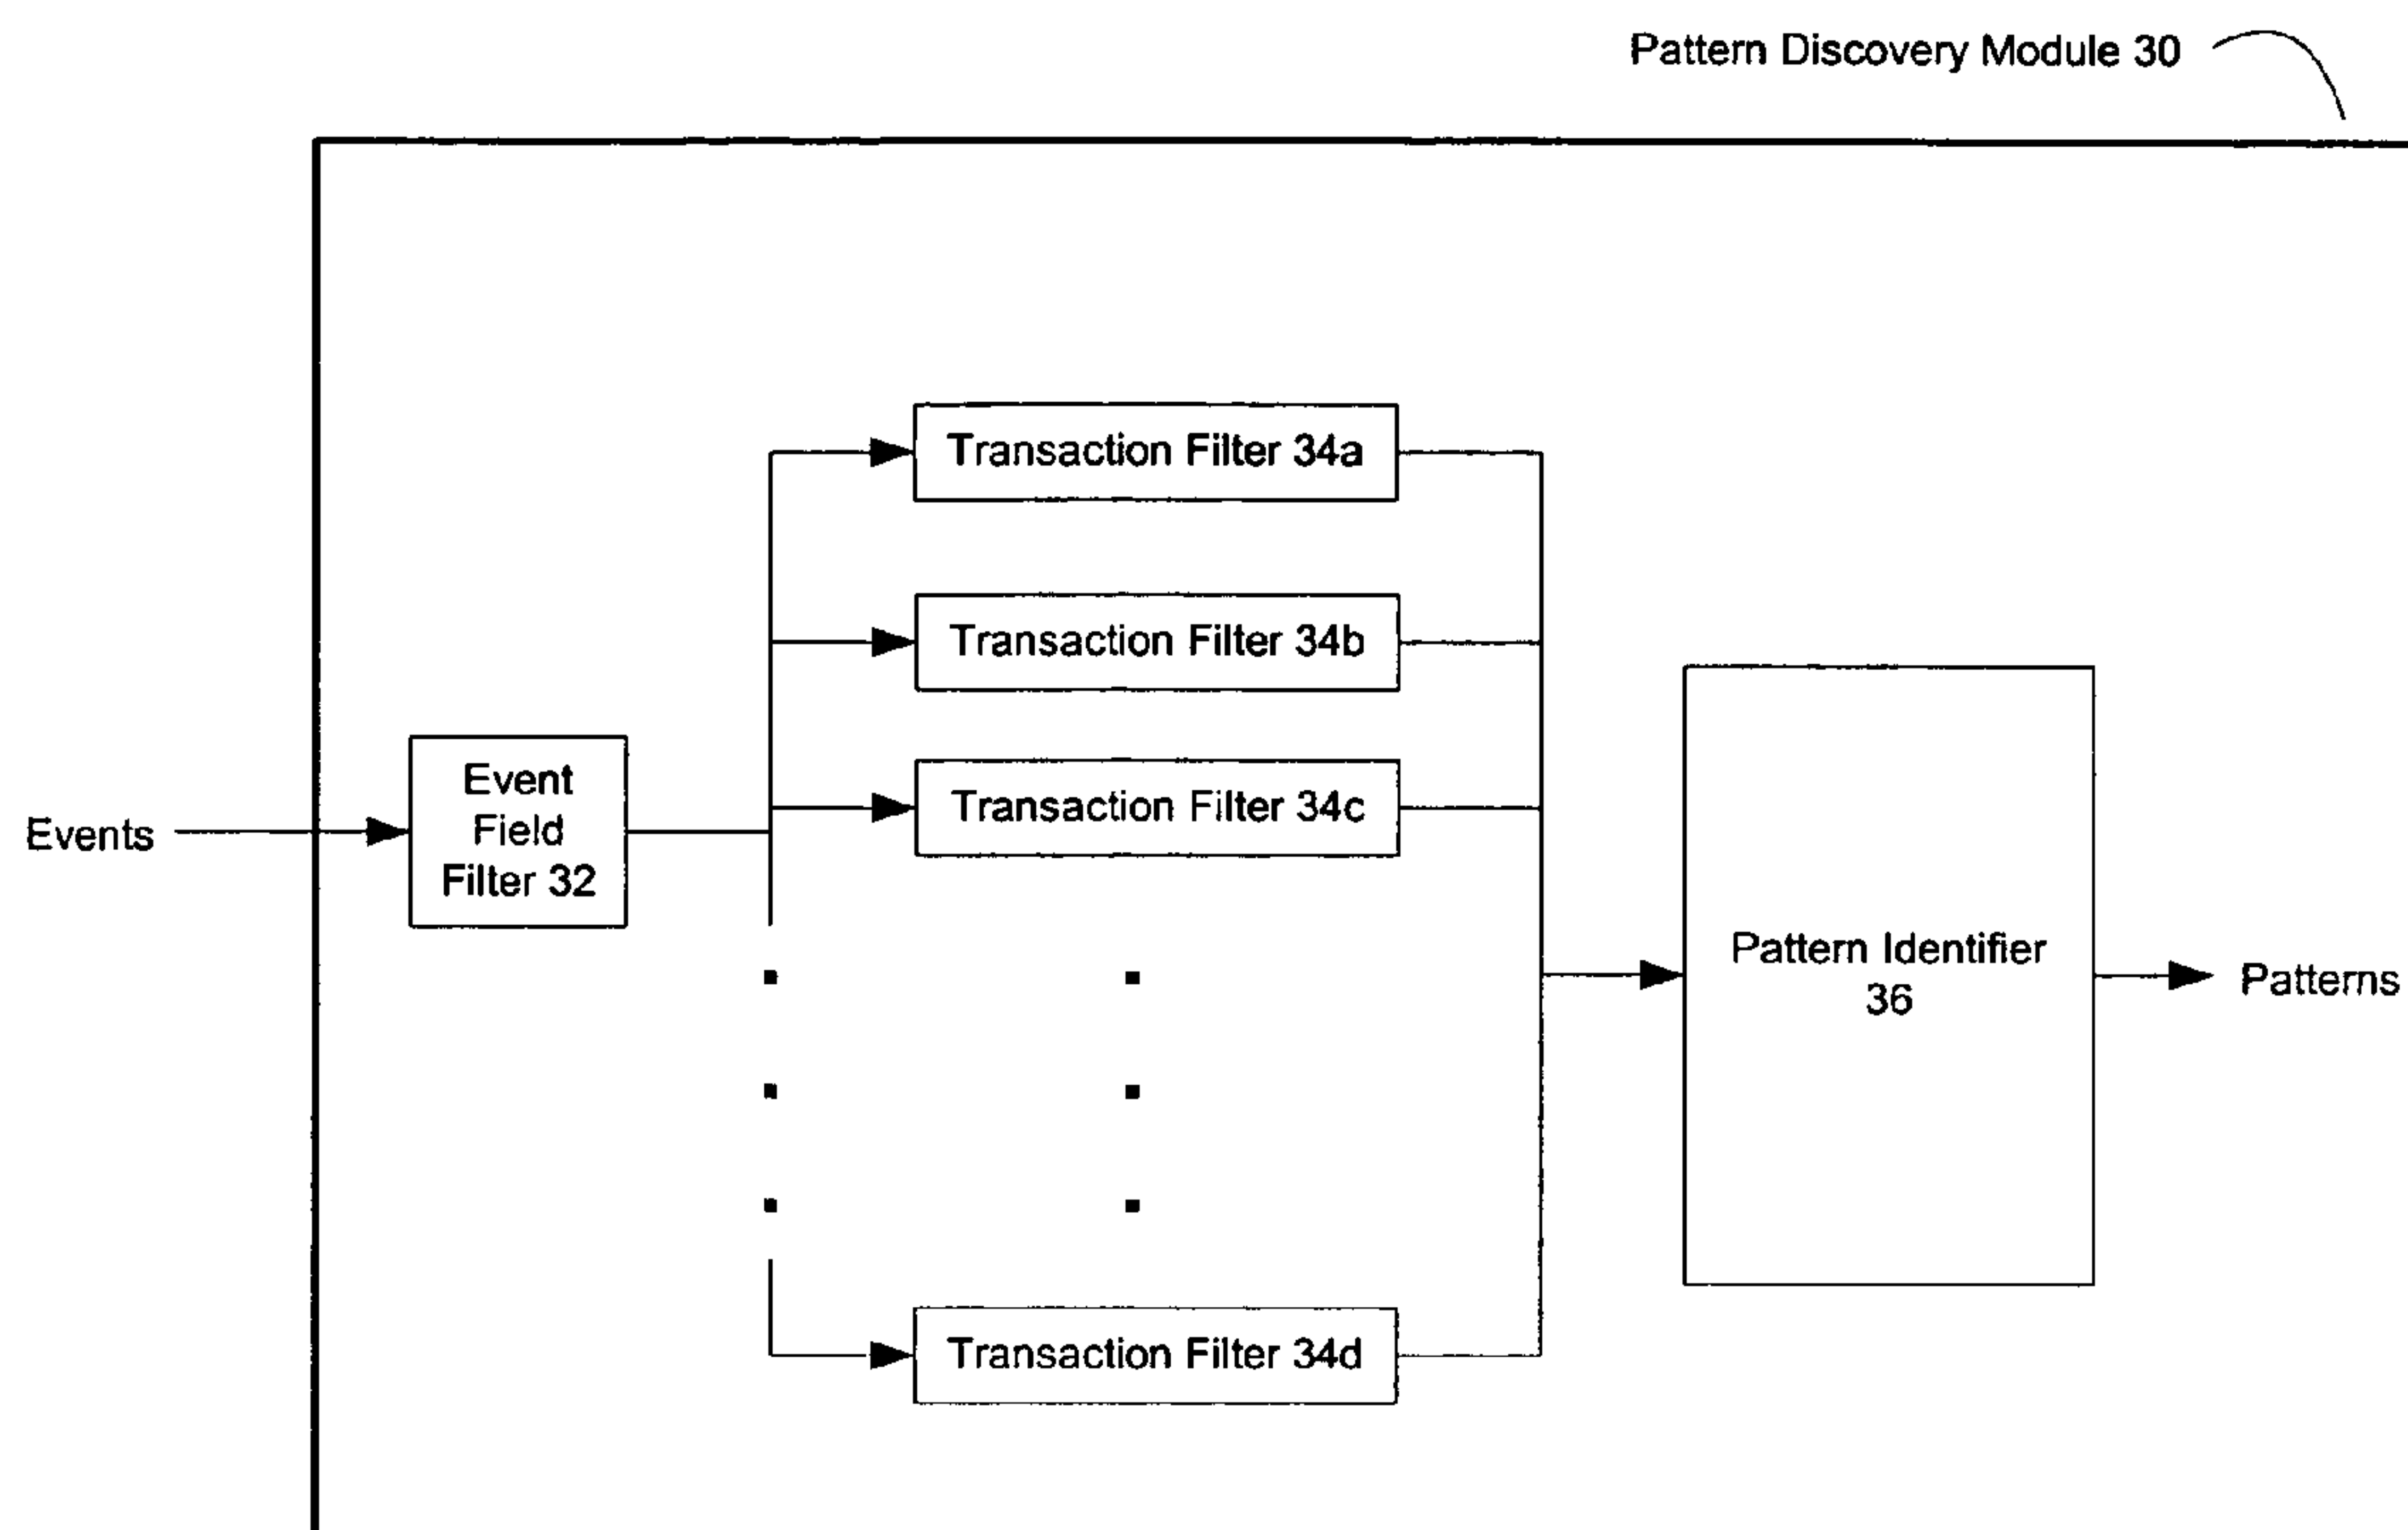 Pattern Discovery Module 30
Transaction Filter 34a
Transaction Filter 34b
Transaction Filter 34c
Events
Event
Field
Filter 32
Pattern Identifier
36
Patterns
Transaction Filter 34d